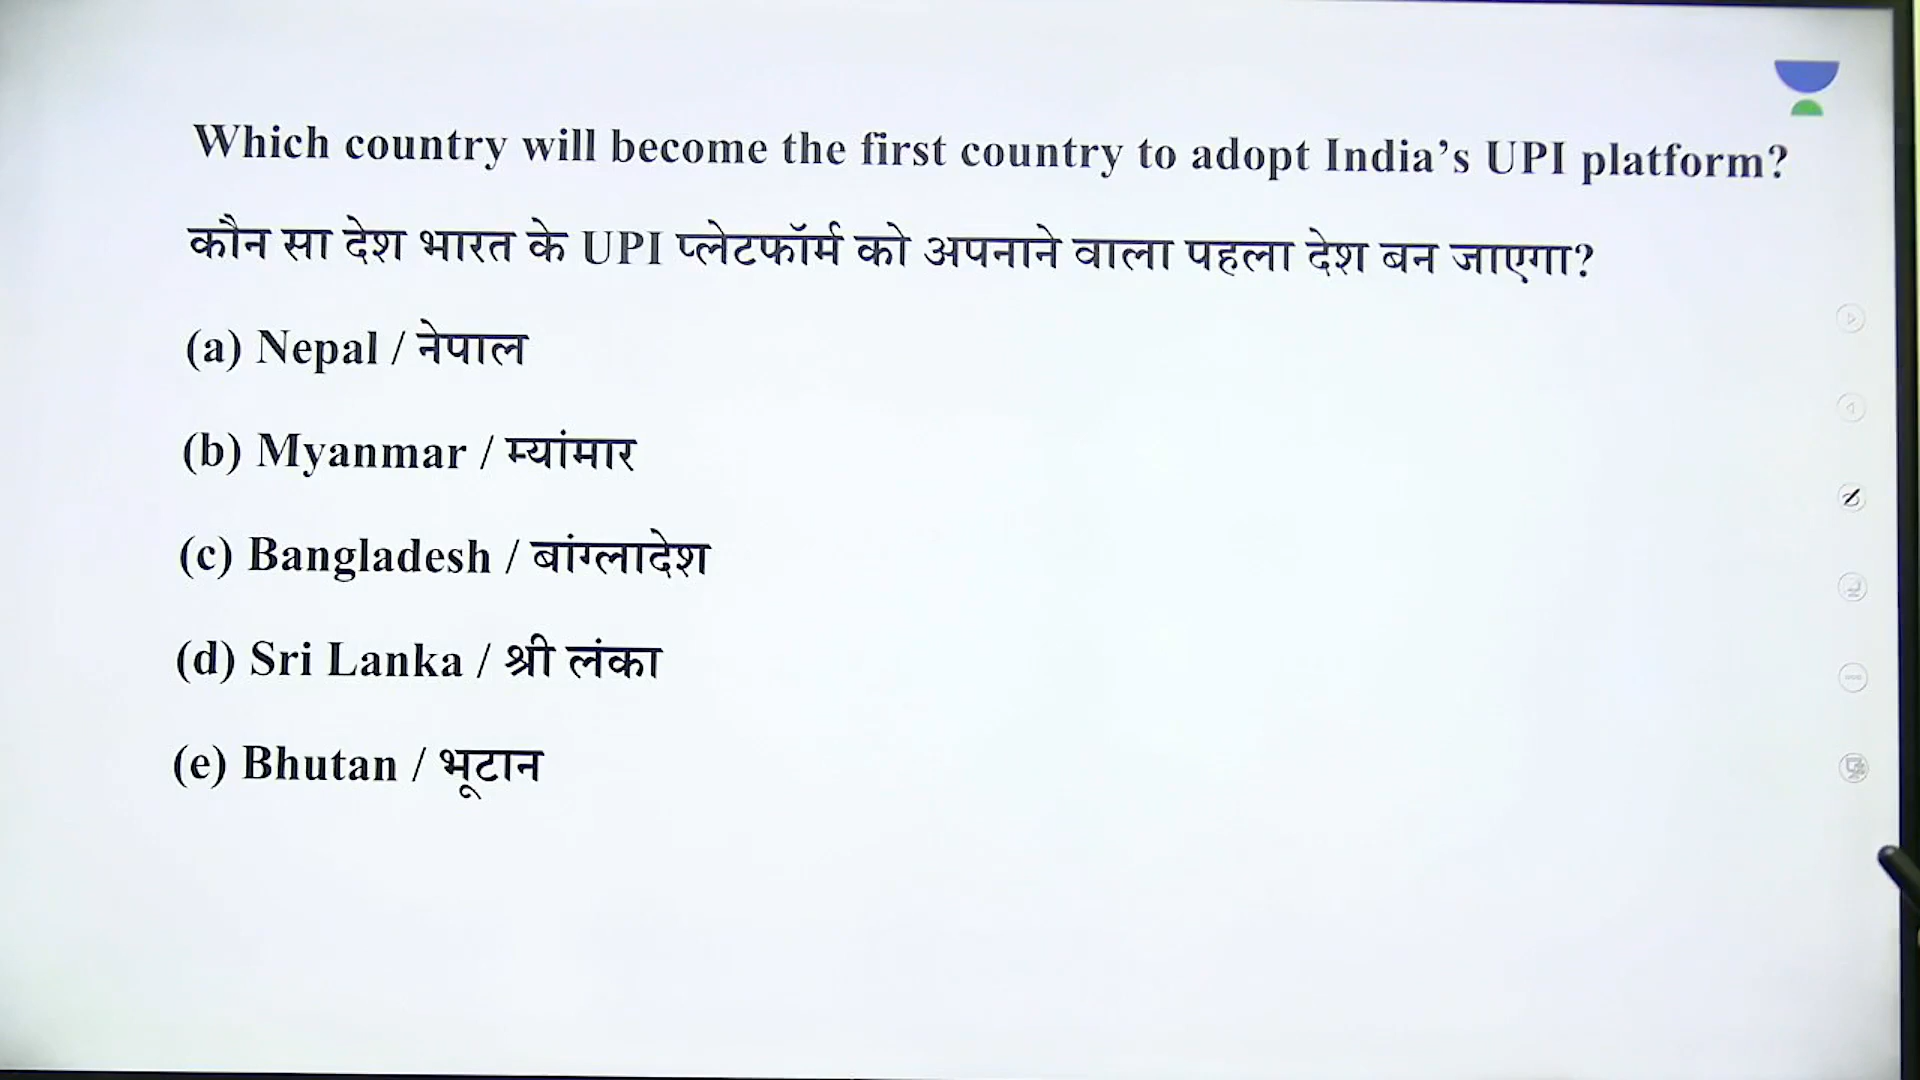 Which country will become the first country to adopt India's UPI platform?
कौन सा देश भारत के UPI प्लेटफॉर्म को अपनाने वाला पहला देश बन जाएगा?
(a) Nepal / नेपाल
(b) Myanmar / म्यांमार
(c) Bangladesh / बांग्लादेश
(d) Sri Lanka / श्री लंका
(e) Bhutan / भूटान